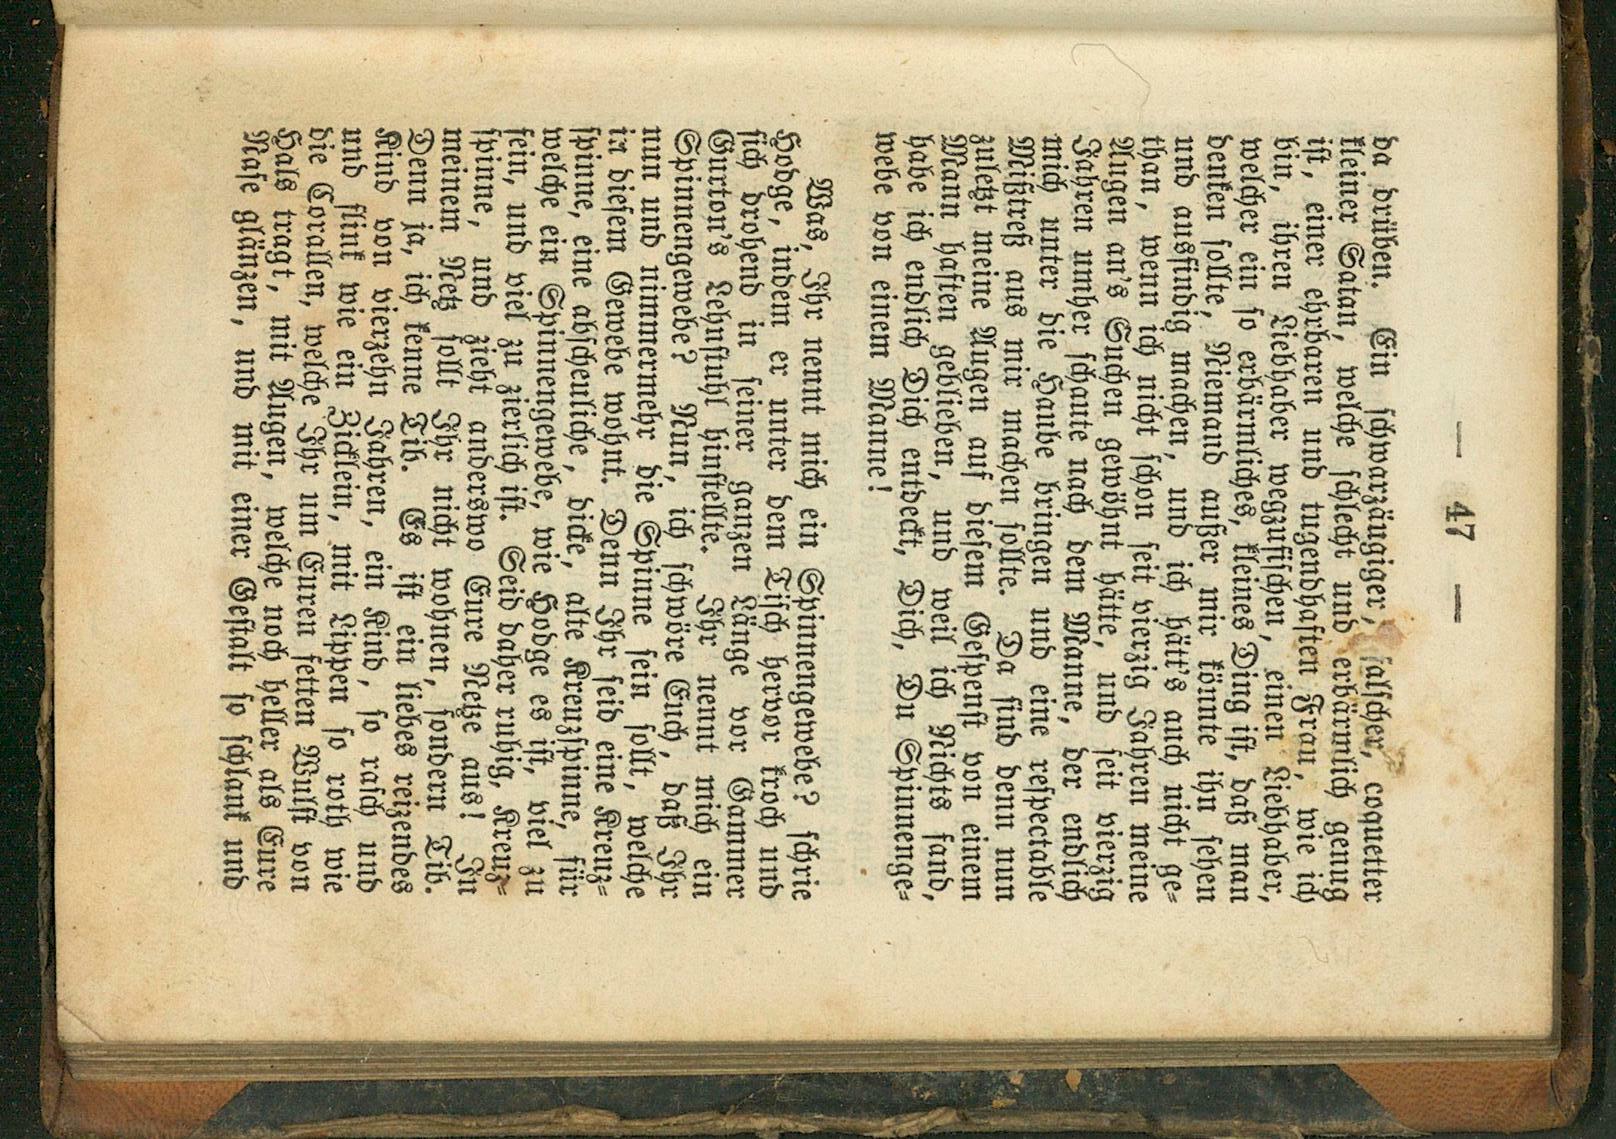 — 47 —
da drüben. Ein schwarzäugiger, falscher, coquetter
kleiner Satan, welche schlecht und erbärmlich genug
ist, einer ehrbaren und tugendhaften Frau, wie ich
bin, ihren Liebhaber wegzufischen, einen Liebhaber,
welcher ein so erbärmliches, kleines Ding ist, daß man
denken sollte, Niemand außer mir könnte ihn sehen
und ausfindig machen, und ich hätt's auch nicht ge-
than, wenn ich nicht schon seit vierzig Jahren meine
Augen an's Suchen gewöhnt hätte, und seit vierzig
Jahren umher schaute nach dem Manne, der endlich
mich unter die Haube bringen und eine respectable
Mißtreß aus mir machen sollte. Da sind denn nun
zuletzt meine Augen auf diesem Gespenst von einem
Mann haften geblieben, und weil ich Nichts fand,
habe ich endlich Dich entdeckt, Dich, Du Spinnenge-
webe von einem Manne!
Was, Ihr nennt mich ein Spinnengewebe? schrie
Hodge, indem er unter dem Tisch hervor kroch und
sich drohend in seiner ganzen Länge vor Gammer
Gurton's Lehnstuhl hinstellte. Ihr nennt mich ein
Spinnengewebe? Nun, ich schwöre Euch, daß Ihr
nun und nimmermehr die Spinne sein sollt, welche
in diesem Gewebe wohnt. Denn Ihr seid eine Kreuz-
spinne, eine abscheuliche, dicke, alte Kreuzspinne, für
welche ein Spinnengewebe, wie Hodge es ist, viel zu
fein, und viel zu zierlich ist. Seid daher ruhig, Kreuz-
spinne, und zieht anderswo Eure Netze aus! In
meinem Netz sollt Ihr nicht wohnen, sondern Tib.
Denn ja, ich kenne Tib. Es ist ein liebes reizendes
Kind von vierzehn Jahren, ein Kind, so rasch und
und flink wie ein Zicklein, mit Lippen so roth wie
die Corallen, welche Ihr um Euren fetten Wulst von
Hals tragt, mit Augen, welche noch heller als Eure
Nase glänzen, und mit einer Gestalt so schlank und